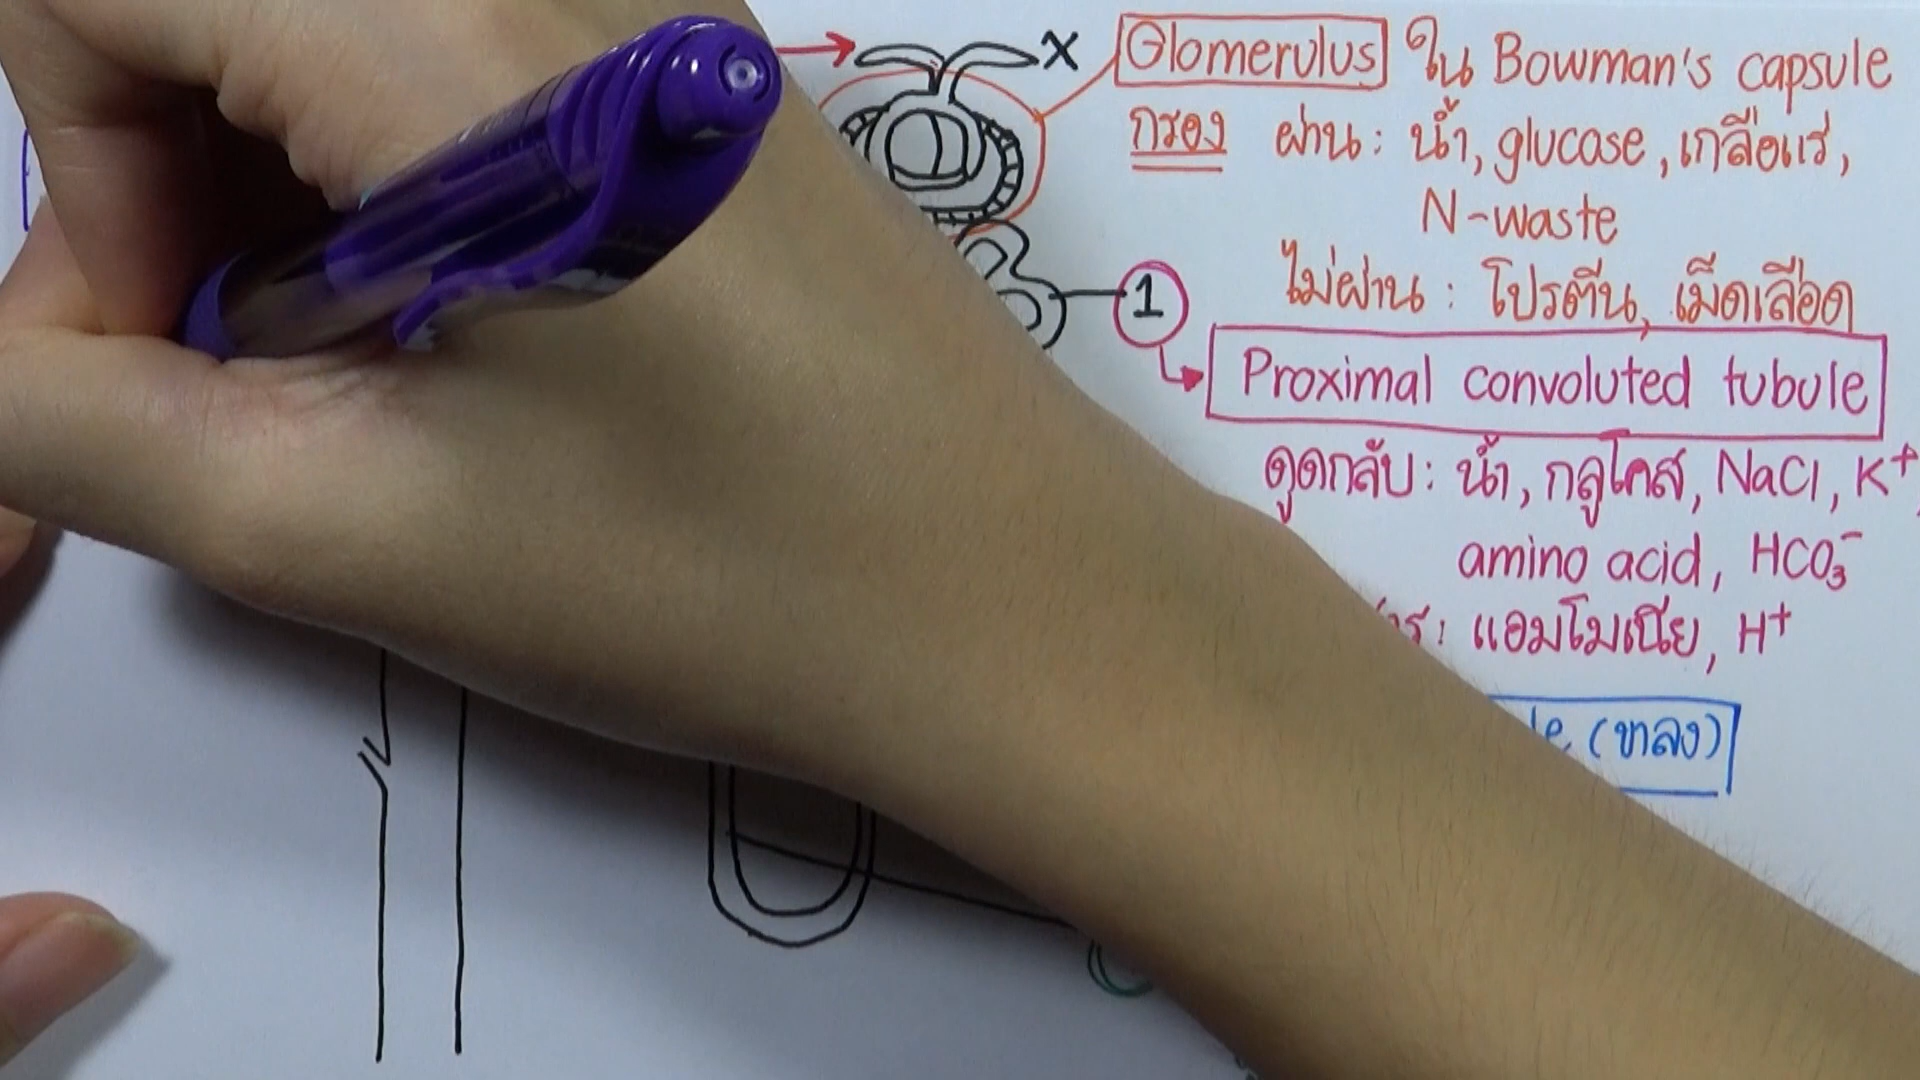 X
Glomerulus ใน Bowman's capsule
กรอง ผ่าน : น้ำ, glucose, เกลือแร่,
N-waste
ไม่ผ่าน : โปรตีน, เม็ดเลือด
1
Proximal convoluted tubule
ดูดกลับ : น้ำ, กลูโคส, NaCl, K+,
amino acid, HCO3-
: แอมโมเนีย, H+
(ขาลง)